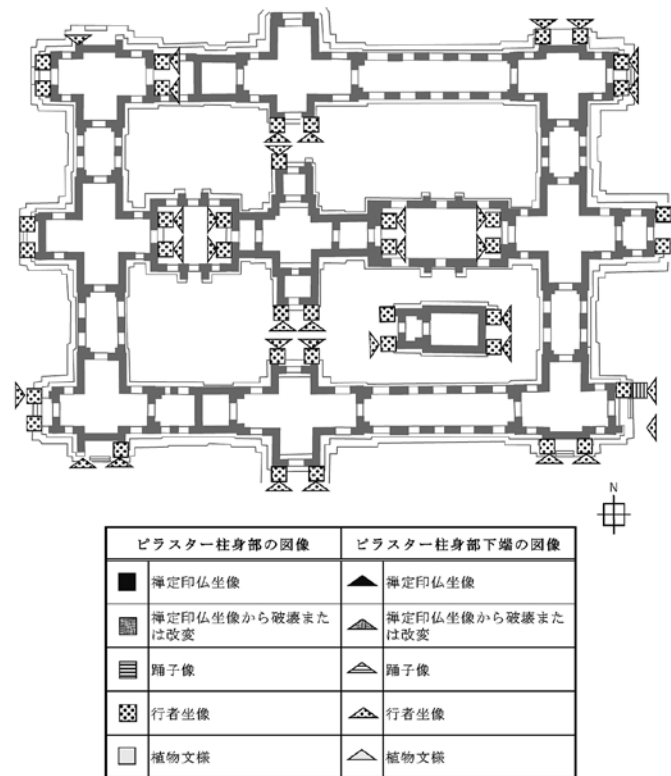 N
ピラスター柱身部の図像
ピラスター柱身部下端の図像
禅定印仏坐像
禅定印仏坐像
禅定印仏坐像から破壊また
は改変
禅定印仏坐像から破壊また
は改変
踊子像
踊子像
行者坐像
行者坐像
植物文様
植物文様